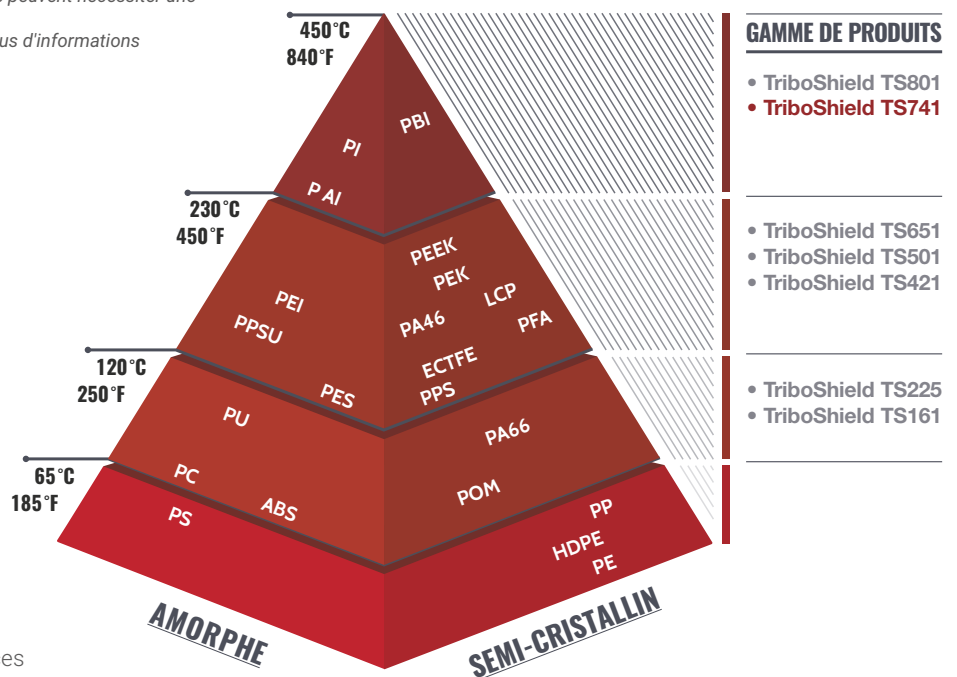 s peuvent nécessiter une
us d'informations
450°C
840°F
GAMME DE PRODUITS
• TriboShield TS801
• TriboShield TS741
PBI
PI
P AI
230°C
450°F
• TriboShield TS651
• TriboShield TS501
• TriboShield TS421
PEEK
PEK
LCP
PEI
PA46
PFA
PPSU
ECTFE
PPS
PES
120°C
250°F
• TriboShield TS225
• TriboShield TS161
PU
PA66
PC
POM
ABS
65°C
185°F
PS
PP
HDPE
PE
AMORPHE
SEMI-CRISTALLIN
es